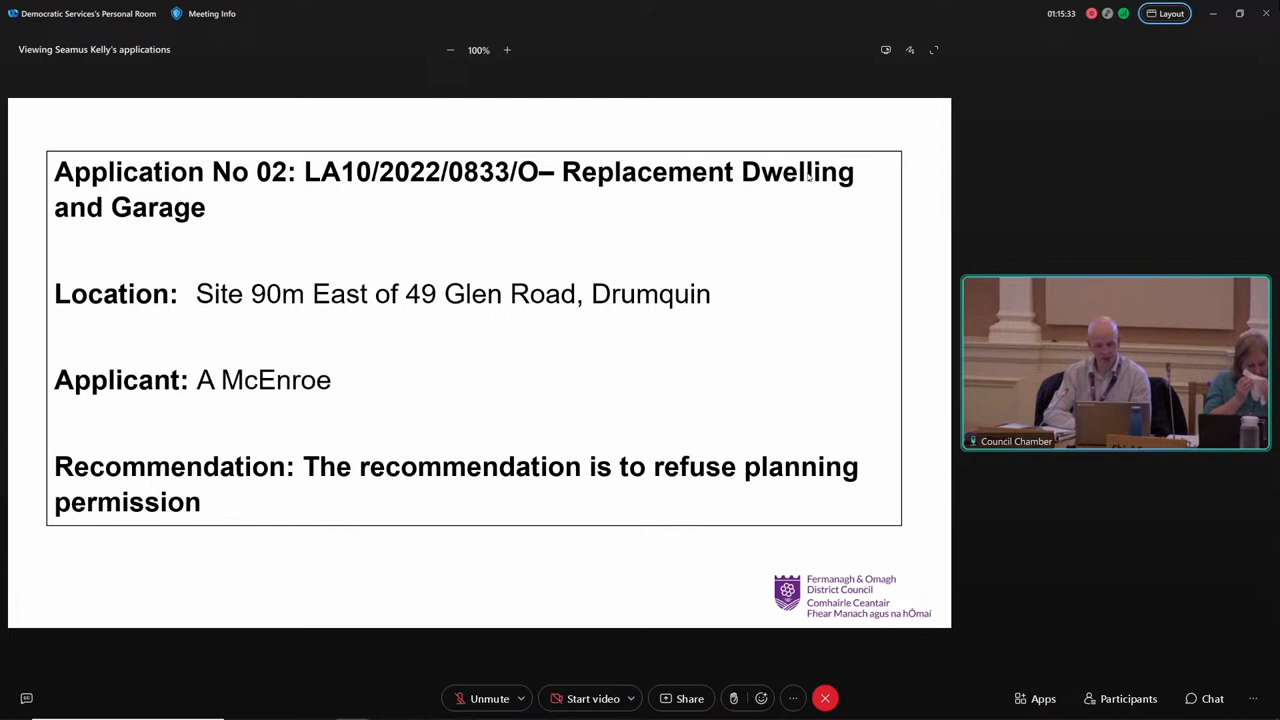 Democratic Services's Personal Room
Meeting Info
01:15:33
Layout
Viewing Seamus Kelly's applications
100%
Application No 02: LA10/2022/0833/O– Replacement Dwelling
and Garage
Location: Site 90m East of 49 Glen Road, Drumquin
Applicant: A McEnroe
Recommendation: The recommendation is to refuse planning
permission
Fermanagh & Omagh
District Council
Comhairle Ceantair
Fhear Manach agus na hÓmaí
Council Chamber
Unmute
Start video
Share
Apps
Participants
Chat